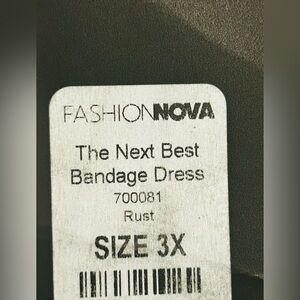 FASHIONNOVA
The Next Best
Bandage Dress
700081
Rust
SIZE 3X